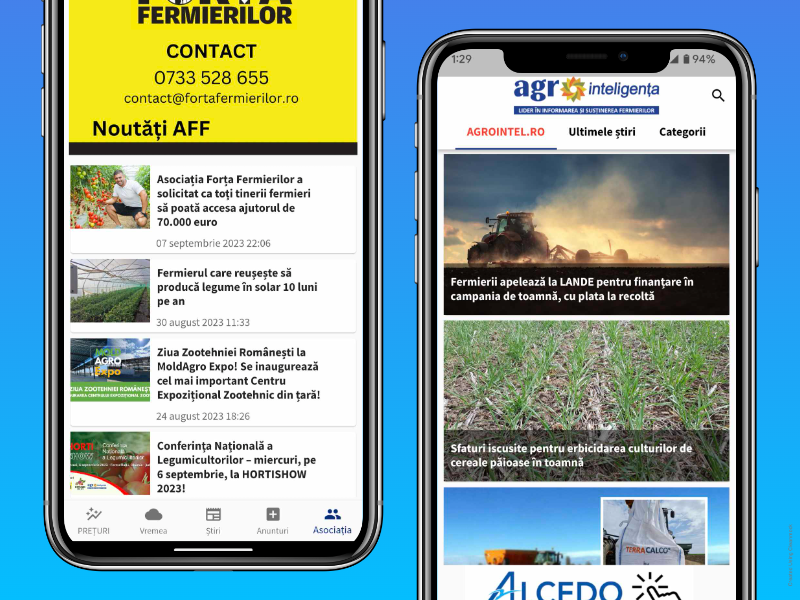 FERMIERILOR
CONTACT
0733 528 655
contact@fortafermierilor.ro
Noutăți AFF
Asociația Forța Fermierilor a
solicitat ca toți tinerii fermieri
să poată accesa ajutorul de
70.000 euro
07 septembrie 2023 22:06
Fermierul care reușește să
producă legume în solar 10 luni
pe an
30 august 2023 11:33
Ziua Zootehniei Românești la
MoldAgro Expo! Se inaugurează
cel mai important Centru
Expozițional Zootehnic din țară!
24 august 2023 18:26
Conferința Națională a
Legumicultorilor – miercuri, pe
6 septembrie, la HORTISHOW
2023!
PREȚURI
Vremea
Știri
Anunturi
Asociația
1:29
94%
agr inteligența
LIDER ÎN INFORMAREA ȘI SUSȚINEREA FERMIERILOR
AGROINTEL.RO
Ultimele știri
Categorii
Fermierii apelează la LANDE pentru finanțare în
campania de toamnă, cu plata la recoltă
Sfaturi iscusite pentru erbicidarea culturilor de
cereale păioase în toamnă
TERRACALCO
ALCEDO